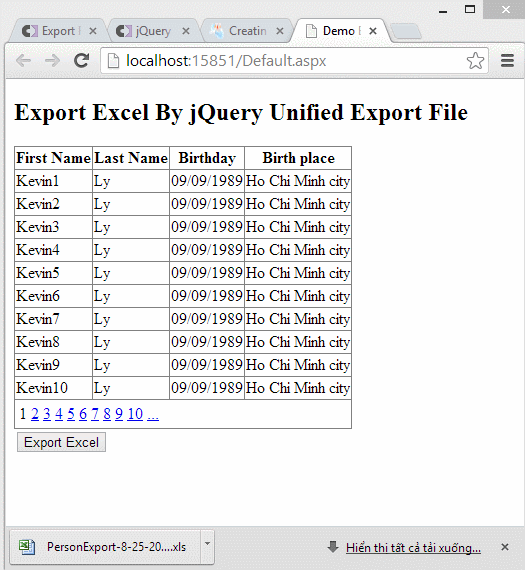 Export
jQuery
Creatin
Demo
localhost:15851/Default.aspx
Export Excel By jQuery Unified Export File
First Name Last Name Birthday Birth place
Kevin1 Ly 09/09/1989 Ho Chi Minh city
Kevin2 Ly 09/09/1989 Ho Chi Minh city
Kevin3 Ly 09/09/1989 Ho Chi Minh city
Kevin4 Ly 09/09/1989 Ho Chi Minh city
Kevin5 Ly 09/09/1989 Ho Chi Minh city
Kevin6 Ly 09/09/1989 Ho Chi Minh city
Kevin7 Ly 09/09/1989 Ho Chi Minh city
Kevin8 Ly 09/09/1989 Ho Chi Minh city
Kevin9 Ly 09/09/1989 Ho Chi Minh city
Kevin10 Ly 09/09/1989 Ho Chi Minh city
1 2 3 4 5 6 7 8 9 10 ...
Export Excel
PersonExport-8-25-20....xls
Hiển thị tất cả tải xuống...